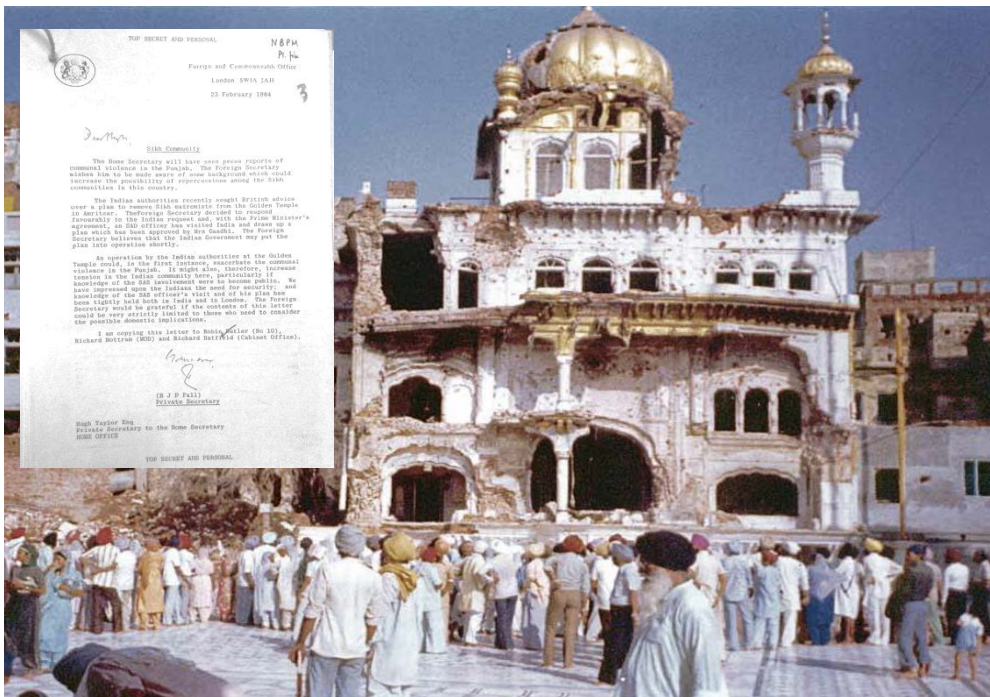 TOP SECRET AND PERSONAL
NBPM
Foreign and Commonwealth Office
London SW1A 2AH
23 February 1984
3
Sikh Community
The Home Secretary will have seen press reports of
communal violence in the Punjab. The Foreign Secretary
wishes him to be made aware of some background which could
increase the possibility of repercussions among the Sikh
communities in this country.
The Indian authorities recently sought British advice
over a plan to remove Sikh extremists from the Golden Temple
in Amritsar. TheForeign Secretary decided to respond
favourably to the Indian request and, with the Prime Minister's
agreement, an SAS officer has visited India and drawn up a
plan which has been approved by Mrs Gandhi. The Foreign
Secretary believes that the Indian Government may put the
plan into operation shortly.
An operation by the Indian authorities at the Golden
Temple could, in the first instance, exacerbate the communal
violence in the Punjab. It might also, therefore, increase
tension in the Indian community here, particularly if
knowledge of the SAS involvement were to become public. We
have impressed upon the Indians the need for security; and
knowledge of the SAS officer's visit and of his plan has
been tightly held both in India and in London. The Foreign
Secretary would be grateful if the contents of this letter
could be very strictly limited to those who need to consider
the possible domestic implications.
I am copying this letter to Robin Butler (No 10),
Richard Mottram (MOD) and Richard Hatfield (Cabinet Office).
(B J P Fall)
Private Secretary
Hugh Taylor Esq
Private Secretary to the Home Secretary
HOME OFFICE
TOP SECRET AND PERSONAL